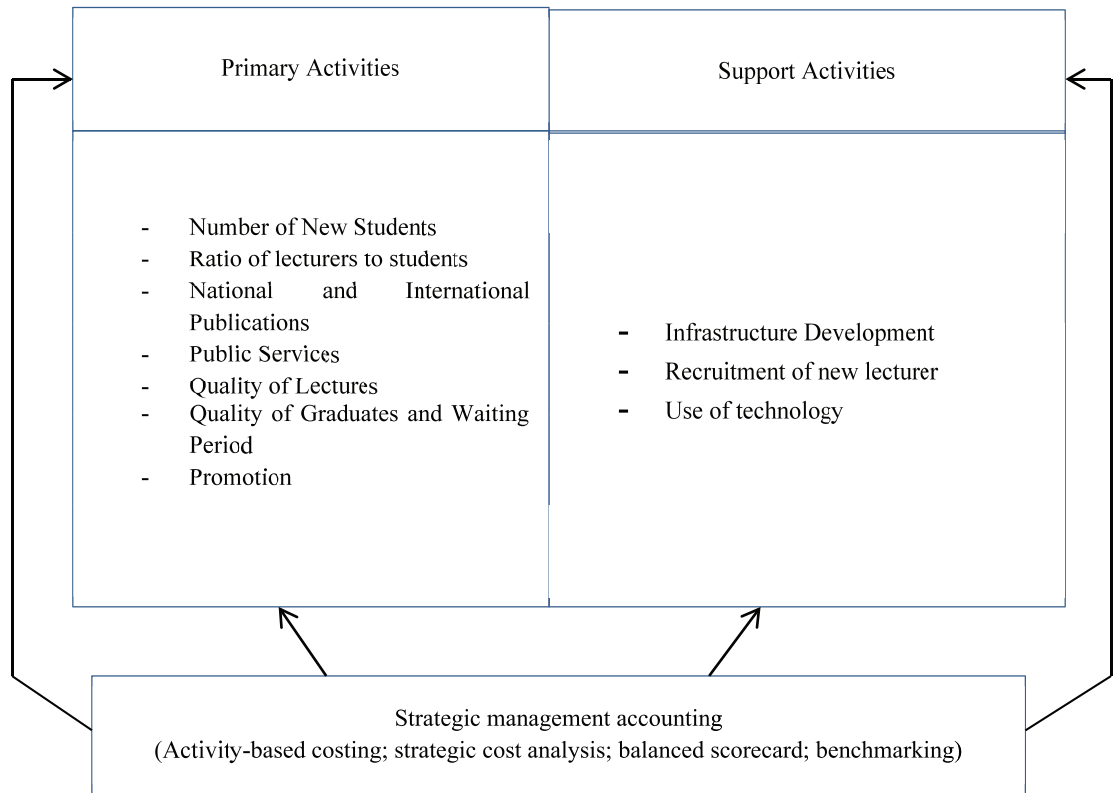 Primary Activities
Support Activities
- Number of New Students
- Ratio of lecturers to students
- National and International
Publications
- Public Services
- Quality of Lectures
- Quality of Graduates and Waiting
Period
- Promotion
- Infrastructure Development
- Recruitment of new lecturer
- Use of technology
Strategic management accounting
(Activity-based costing; strategic cost analysis; balanced scorecard; benchmarking)